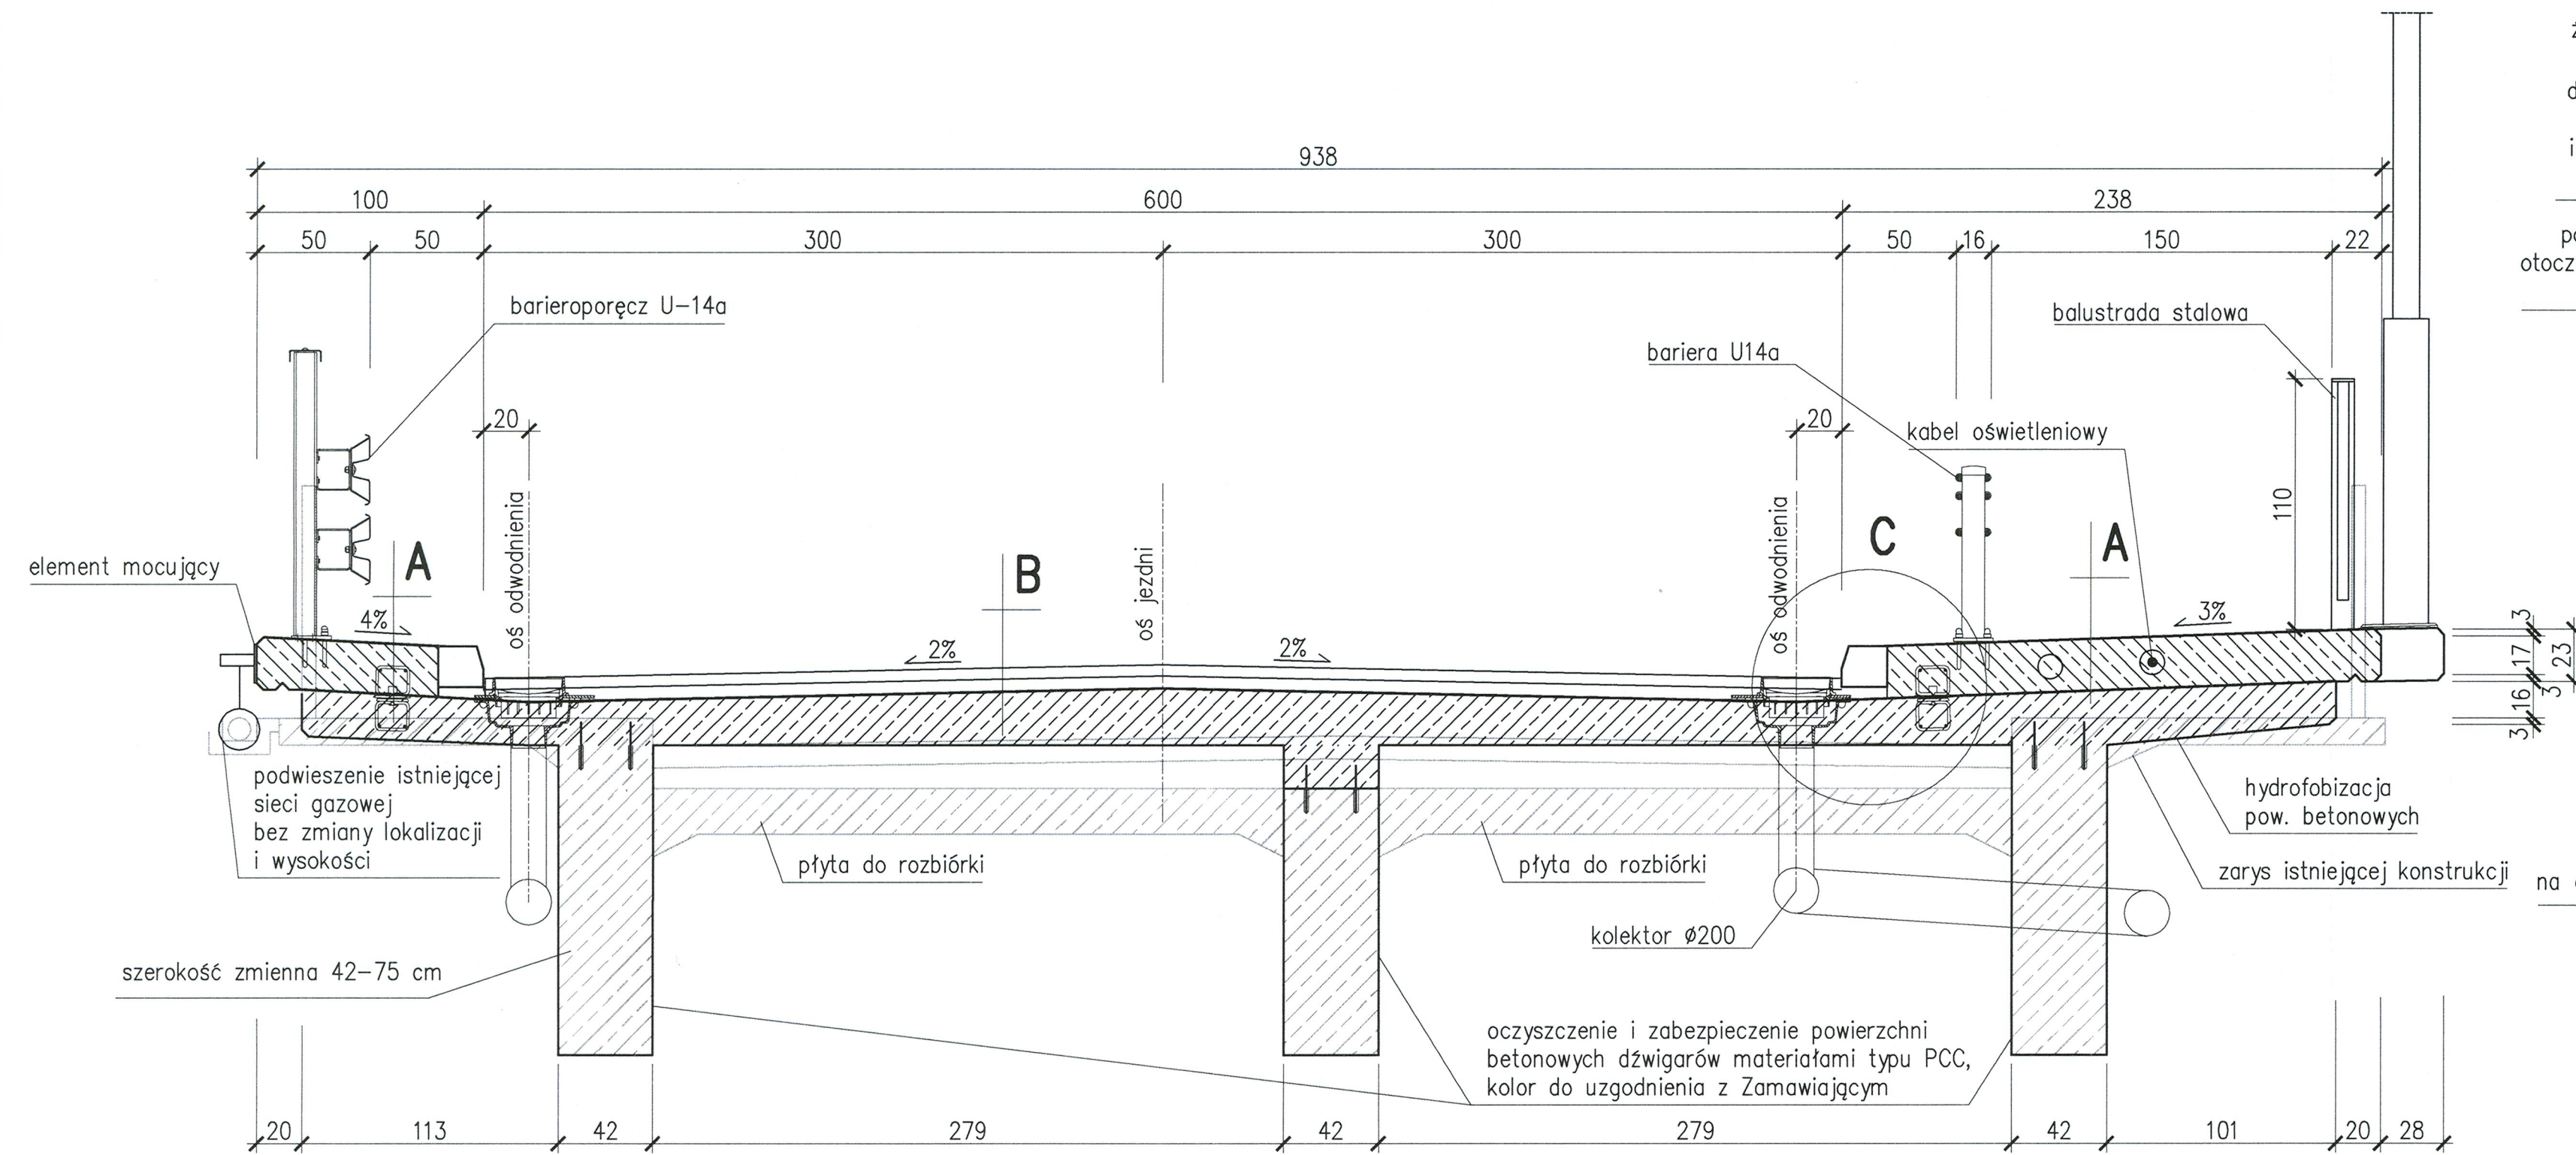 938
100 600 238
50 50 300 300 50 16 150 22
barieroporęcz U-14a
balustrada stalowa
bariera U14a
20
20
kabel oświetleniowy
110
oś odwodnienia
oś jezdni
oś odwodnienia
A
B
C
A
element mocujący
4%
2%
2%
3%
3
17
23
3
16
3
podwieszenie istniejącej
sieci gazowej
bez zmiany lokalizacji
i wysokości
płyta do rozbiórki
płyta do rozbiórki
hydrofobizacja
pow. betonowych
zarys istniejącej konstrukcji
na
otocz
kolektor Ø200
szerokość zmienna 42-75 cm
oczyszczenie i zabezpieczenie powierzchni
betonowych dźwigarów materiałami typu PCC,
kolor do uzgodnienia z Zamawiającym
20 113 42 279 42 279 42 101 20 28